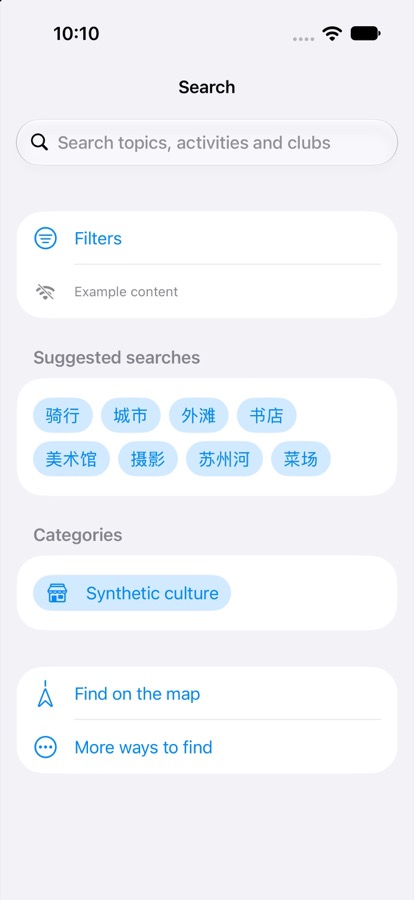 10:10
Search
Search topics, activities and clubs
Filters
Example content
Suggested searches
骑行 城市 外滩 书店
美术馆 摄影 苏州河 菜场
Categories
Synthetic culture
Find on the map
More ways to find